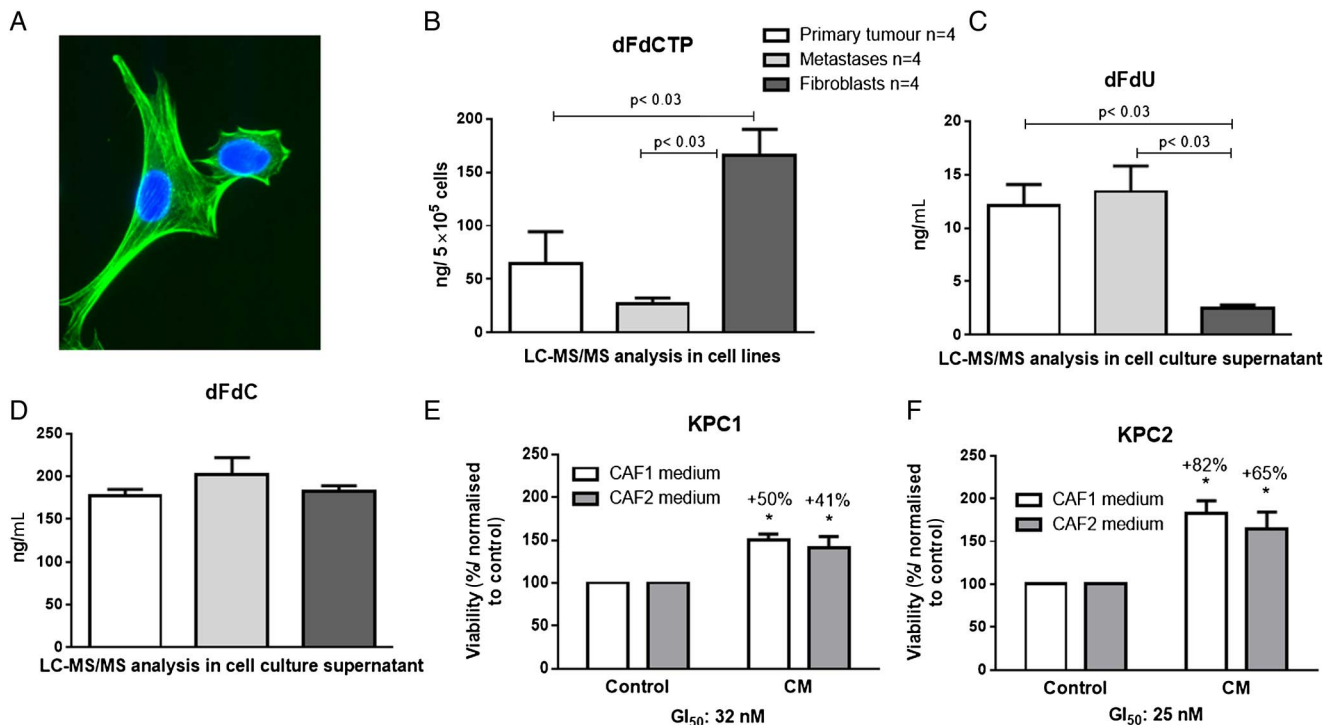 A
B
dFdCTP
Primary tumour n=4
Metastases n=4
Fibroblasts n=4
p< 0.03
p< 0.03
200
150
100
50
0
ng/ 5 ×10⁵ cells
LC-MS/MS analysis in cell lines
C
dFdU
p< 0.03
p< 0.03
20
15
10
5
0
ng/mL
LC-MS/MS analysis in cell culture supernatant
D
dFdC
250
200
150
100
50
0
ng/mL
LC-MS/MS analysis in cell culture supernatant
E
KPC1
CAF1 medium
CAF2 medium
+50% +41%
* *
250
200
150
100
50
0
Viability (%/ normalised
to control)
Control CM
GI₅₀: 32 nM
F
KPC2
CAF1 medium
CAF2 medium
+82% +65%
* *
250
200
150
100
50
0
Viability (%/ normalised
to control)
Control CM
GI₅₀: 25 nM